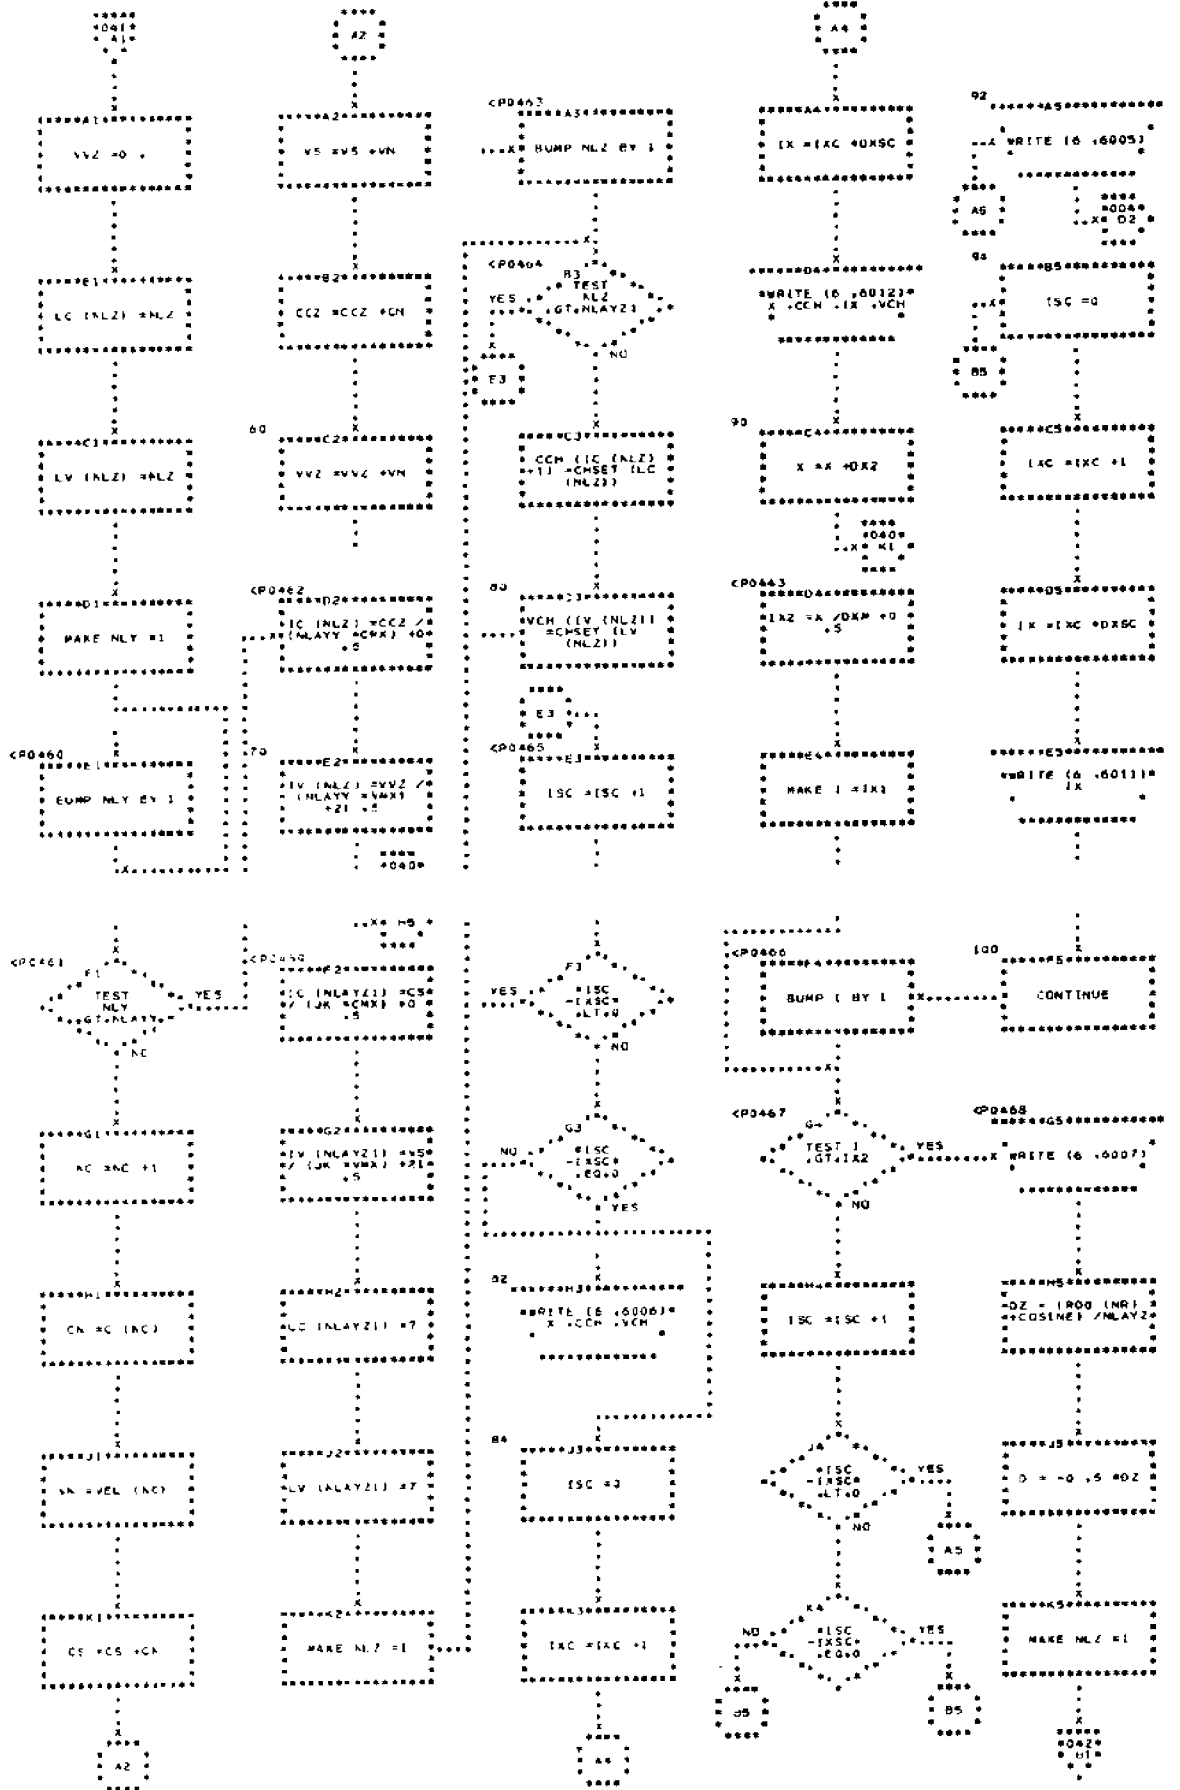 041
A1
A1
VVZ =0 .
B1
LC (NLZ) =NLZ
C1
LV (NLZ) =NLZ
D1
MAKE NLY =1
CP0460
E1
BUMP NLY BY 1
CP0461
F1
TEST
NLY
.GT.NLAYY
YES
NO
G1
NC =NC +1
H1
CN =C (NC)
J1
VN =VEL (NC)
K1
CS =CS +CN
A2
A2
A2
VS =VS +VN
B2
CCZ =CCZ +CN
60
C2
VVZ =VVZ +VN
CP0462
D2
IC (NLZ) =CCZ /
(NLAYY *CMX) +0
.5
70
E2
IV (NLZ) =VVZ /
(NLAYY *VMX)
+21 .5
040
H5
CP0459
F2
IC (NLAYZ1) =CS
/ (JK *CMX) +0
.5
G2
IV (NLAYZ1) =VS
/ (JK *VMX) +21
.5
H2
LC (NLAYZ1) =7
J2
LV (NLAYZ1) =7
K2
MAKE NLZ =1
CP0463
A3
BUMP NLZ BY 1
CP0464
B3
TEST
NLZ
.GT.NLAYZ1
YES
NO
E3
C3
CCH (IC (NLZ)
+1) =CHSET (LC
(NLZ))
80
D3
VCH (IV (NLZ))
=CHSET (LV
(NLZ))
E3
CP0465
E3
ISC =ISC +1
F3
*ISC
-IXSC*
.LT.0
YES
NO
G3
*ISC
-IXSC*
.EQ.0
NO
YES
82
H3
WRITE (6 ,6006)
X ,CCH ,VCH
84
J3
ISC =0
K3
IXC =IXC +1
A4
A4
A4
IX =IXC *DXSC
B4
WRITE (6 ,6012)
X ,CCH ,IX ,VCH
90
C4
X =X +DX2
040
K1
CP0443
D4
IX2 =X /DXM +0
.5
E4
MAKE I =IX1
CP0466
F4
BUMP I BY 1
CP0467
G4
TEST I
.GT.IX2
YES
NO
H4
ISC =ISC +1
J4
*ISC
-IXSC*
.LT.0
YES
NO
A5
K4
*ISC
-IXSC*
.EQ.0
NO
YES
B5
B5
92
A5
WRITE (6 ,6005)
A6
004
D2
94
B5
ISC =0
B5
C5
IXC =IXC +1
D5
IX =IXC *DXSC
E5
WRITE (6 ,6011)
IX
100
F5
CONTINUE
CP0468
G5
WRITE (6 ,6007)
H5
DZ = (ROD (NR)
*COSINE) /NLAYZ
J5
D = -0 .5 *DZ
K5
MAKE NLZ =1
042
B1